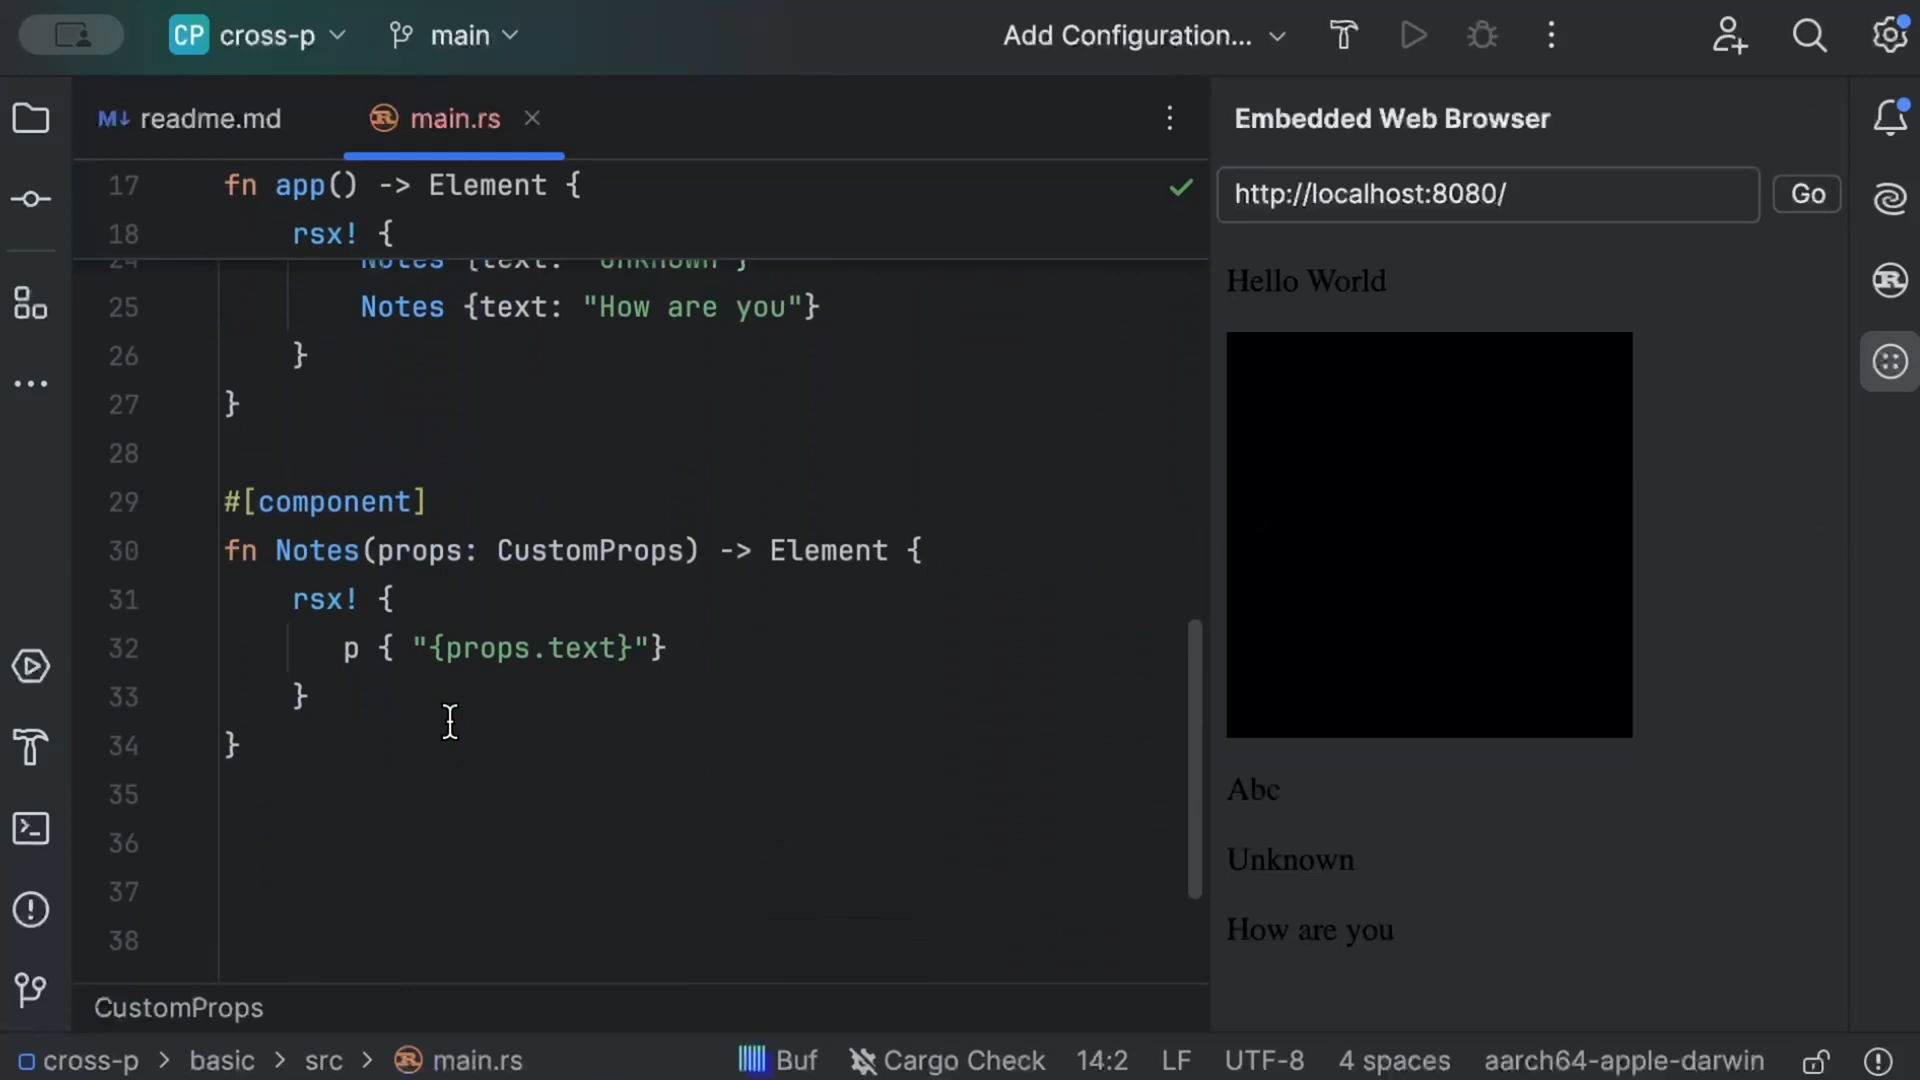 CP cross-p main Add Configuration...
readme.md main.rs
17 fn app() -> Element {
18 rsx! {
24 Notes {text: "Unknown"}
25 Notes {text: "How are you"}
26 }
27 }
28
29 #[component]
30 fn Notes(props: CustomProps) -> Element {
31 rsx! {
32 p { "{props.text}"}
33 }
34 }
35
36
37
38
CustomProps
Embedded Web Browser
http://localhost:8080/ Go
Hello World
Abc
Unknown
How are you
cross-p > basic > src > main.rs Buf Cargo Check 14:2 LF UTF-8 4 spaces aarch64-apple-darwin